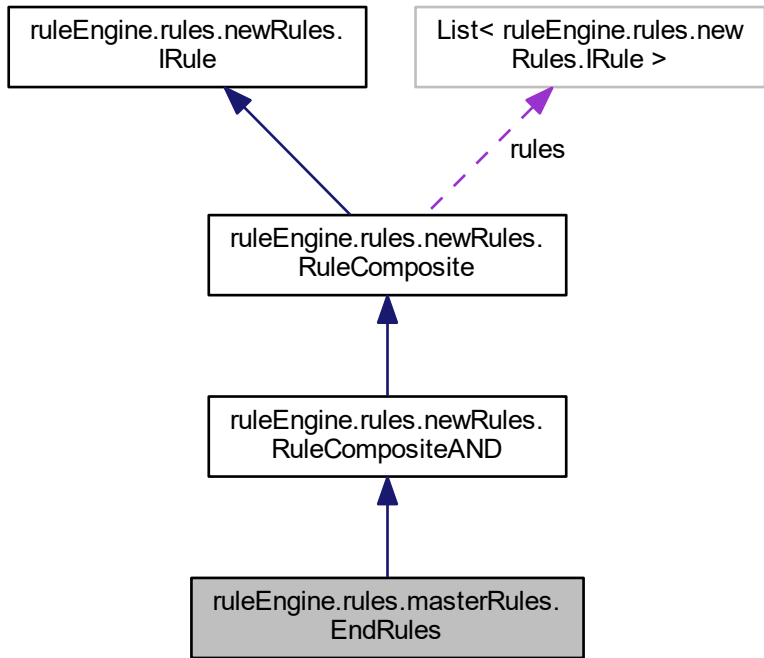 ruleEngine.rules.newRules.
IRule
List< ruleEngine.rules.new
Rules.IRule >
rules
ruleEngine.rules.newRules.
RuleComposite
ruleEngine.rules.newRules.
RuleCompositeAND
ruleEngine.rules.masterRules.
EndRules